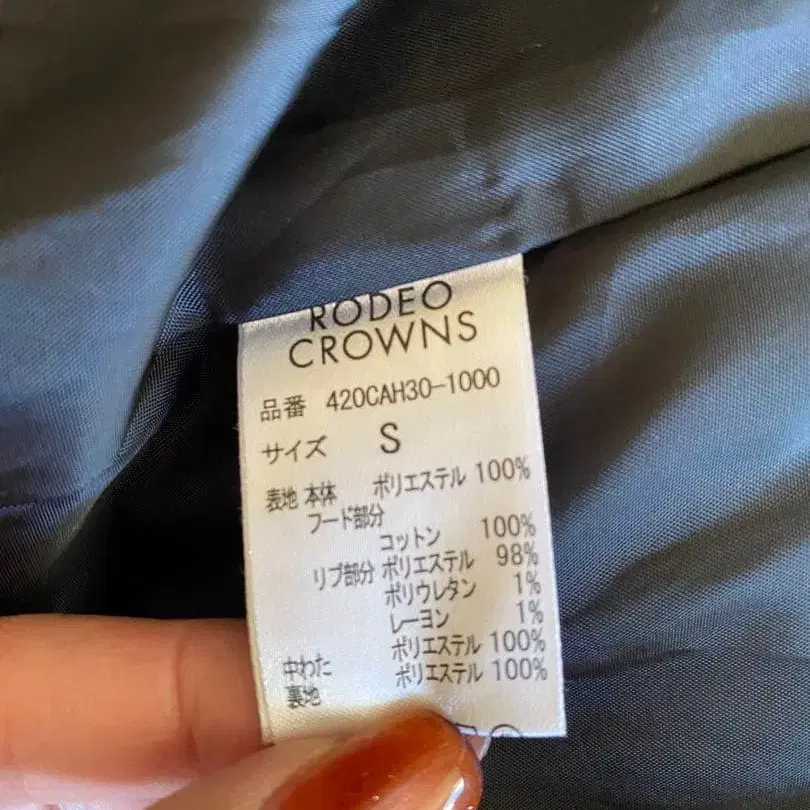 RODEO
CROWNS
品番 420CAH30-1000
サイズ S
表地 本体 ポリエステル 100%
フード部分
コットン 100%
リブ部分 ポリエステル 98%
ポリウレタン 1%
レーヨン 1%
中わた ポリエステル 100%
裏地 ポリエステル 100%